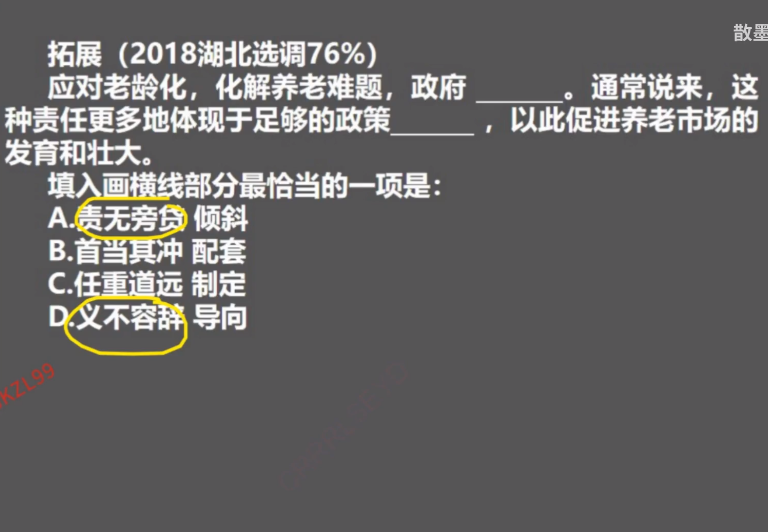 散墨
拓展（2018湖北选调76%）
应对老龄化，化解养老难题，政府 ______。通常说来，这
种责任更多地体现于足够的政策______，以此促进养老市场的
发育和壮大。
填入画横线部分最恰当的一项是：
A.责无旁贷 倾斜
B.首当其冲 配套
C.任重道远 制定
D.义不容辞 导向
KZL99